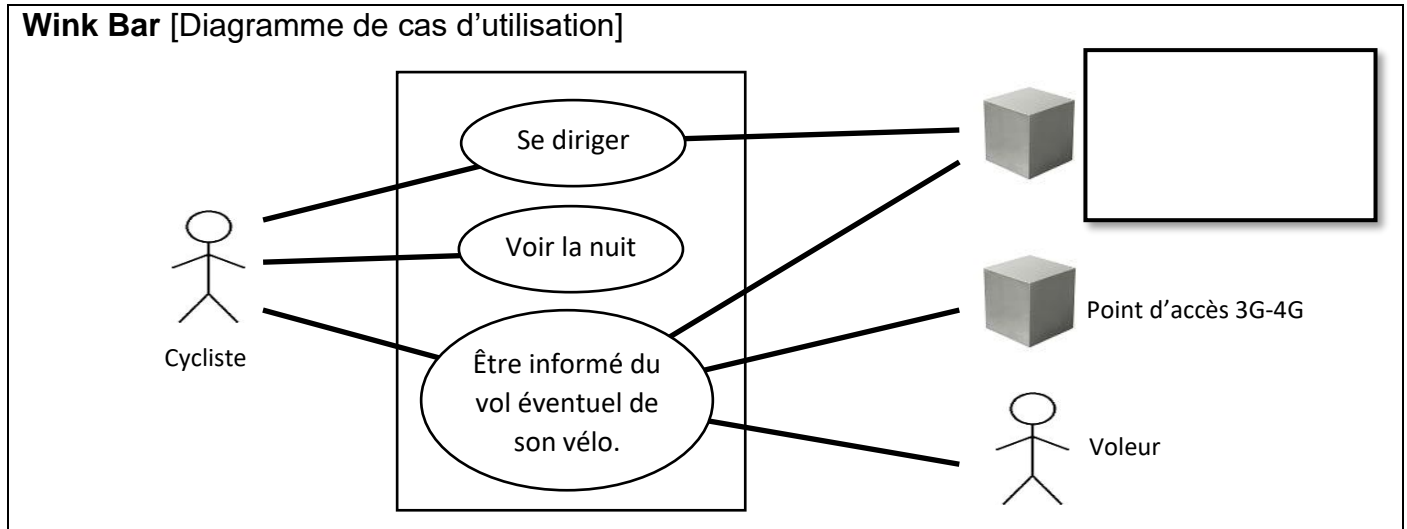 Wink Bar [Diagramme de cas d’utilisation]
Se diriger
Voir la nuit
Être informé du
vol éventuel de
son vélo.
Cycliste
Point d’accès 3G-4G
Voleur